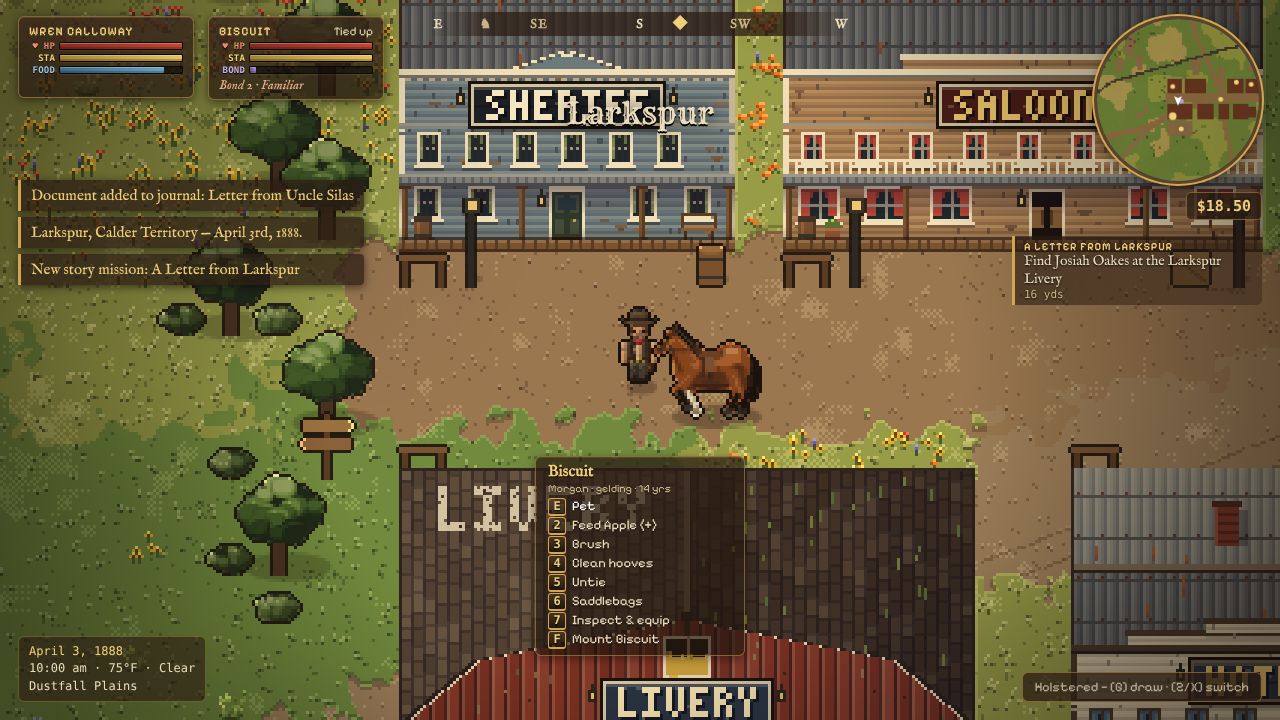 WREN CALLOWAY
HP
STA
FOOD
BISCUIT Tied up
HP
STA
BOND
Bond 2 · Familiar
E SE S SW W
SHERIFF
Larkspur
SALOON
$18.50
Document added to journal: Letter from Uncle Silas
Larkspur, Calder Territory — April 3rd, 1888.
New story mission: A Letter from Larkspur
A LETTER FROM LARKSPUR
Find Josiah Oakes at the Larkspur
Livery
16 yds
Biscuit
Morgan · gelding · 14 yrs
E Pet
2 Feed Apple (+)
3 Brush
4 Clean hooves
5 Untie
6 Saddlebags
7 Inspect & equip
F Mount Biscuit
LIVERY
April 3, 1888
10:00 am · 75°F · Clear
Dustfall Plains
Holstered - (G) draw · (Z/X) switch